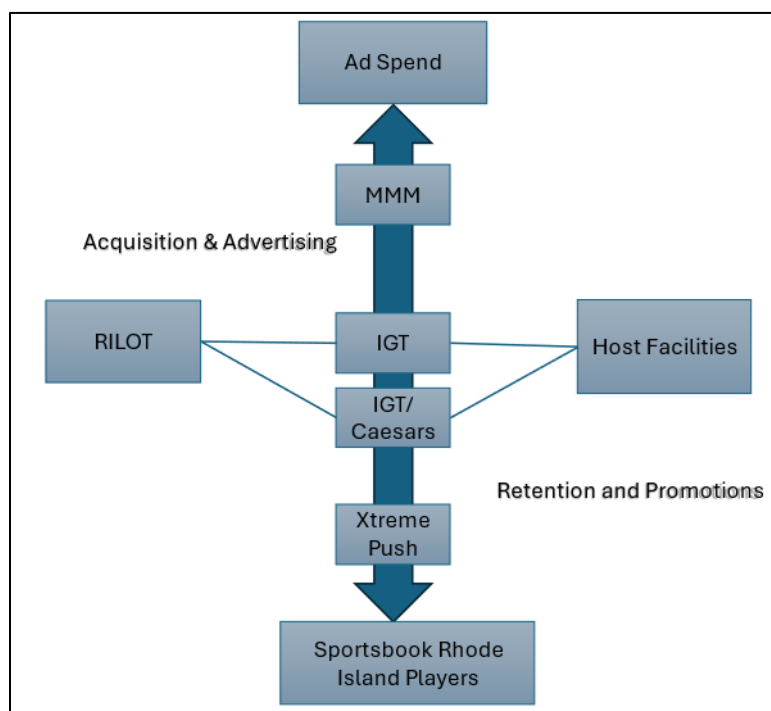 Ad Spend
MMM
Acquisition & Advertising
RILOT
IGT
Host Facilities
IGT/
Caesars
Retention and Promotions
Xtreme
Push
Sportsbook Rhode
Island Players